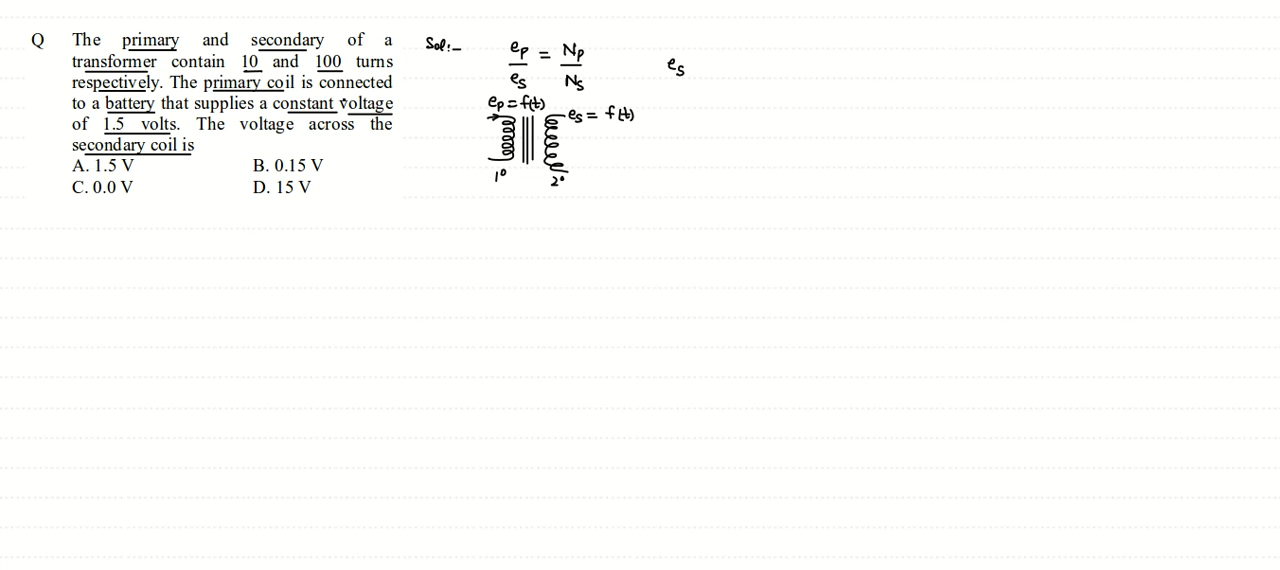 Q The primary and secondary of a
transformer contain 10 and 100 turns
respectively. The primary coil is connected
to a battery that supplies a constant voltage
of 1.5 volts. The voltage across the
secondary coil is
A. 1.5 V B. 0.15 V
C. 0.0 V D. 15 V
Sol:-
ep/es = Np/Ns
es
ep = f(t)
es = f(t)
1° 2°